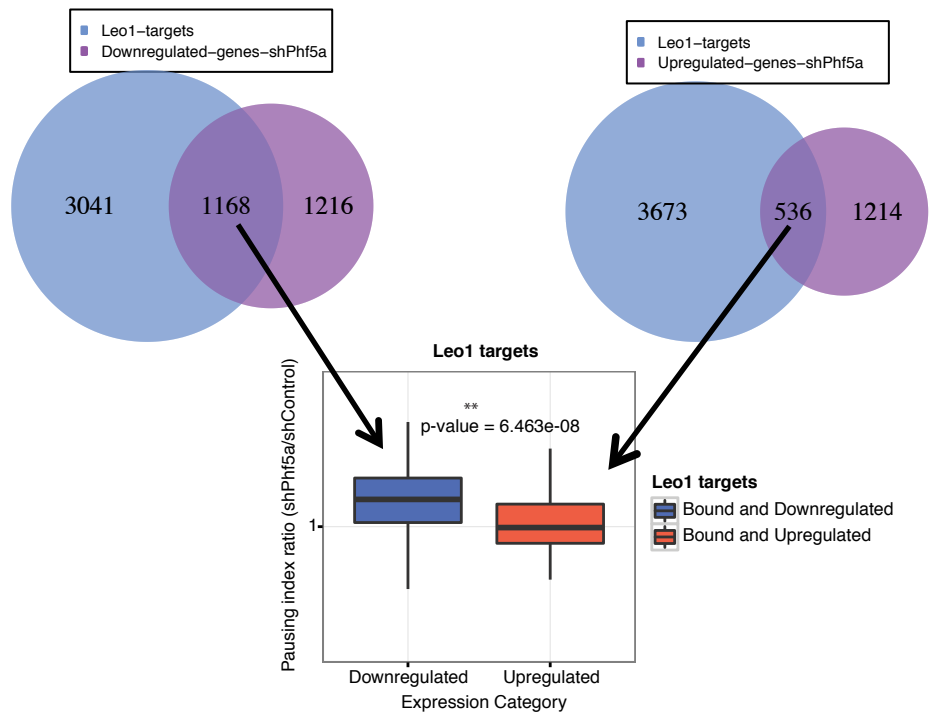 Leo1-targets
Downregulated-genes-shPhf5a
Leo1-targets
Upregulated-genes-shPhf5a
3041
1168
1216
3673
536
1214
Leo1 targets
**
p-value = 6.463e-08
Pausing index ratio (shPhf5a/shControl)
1
Downregulated
Upregulated
Expression Category
Leo1 targets
Bound and Downregulated
Bound and Upregulated